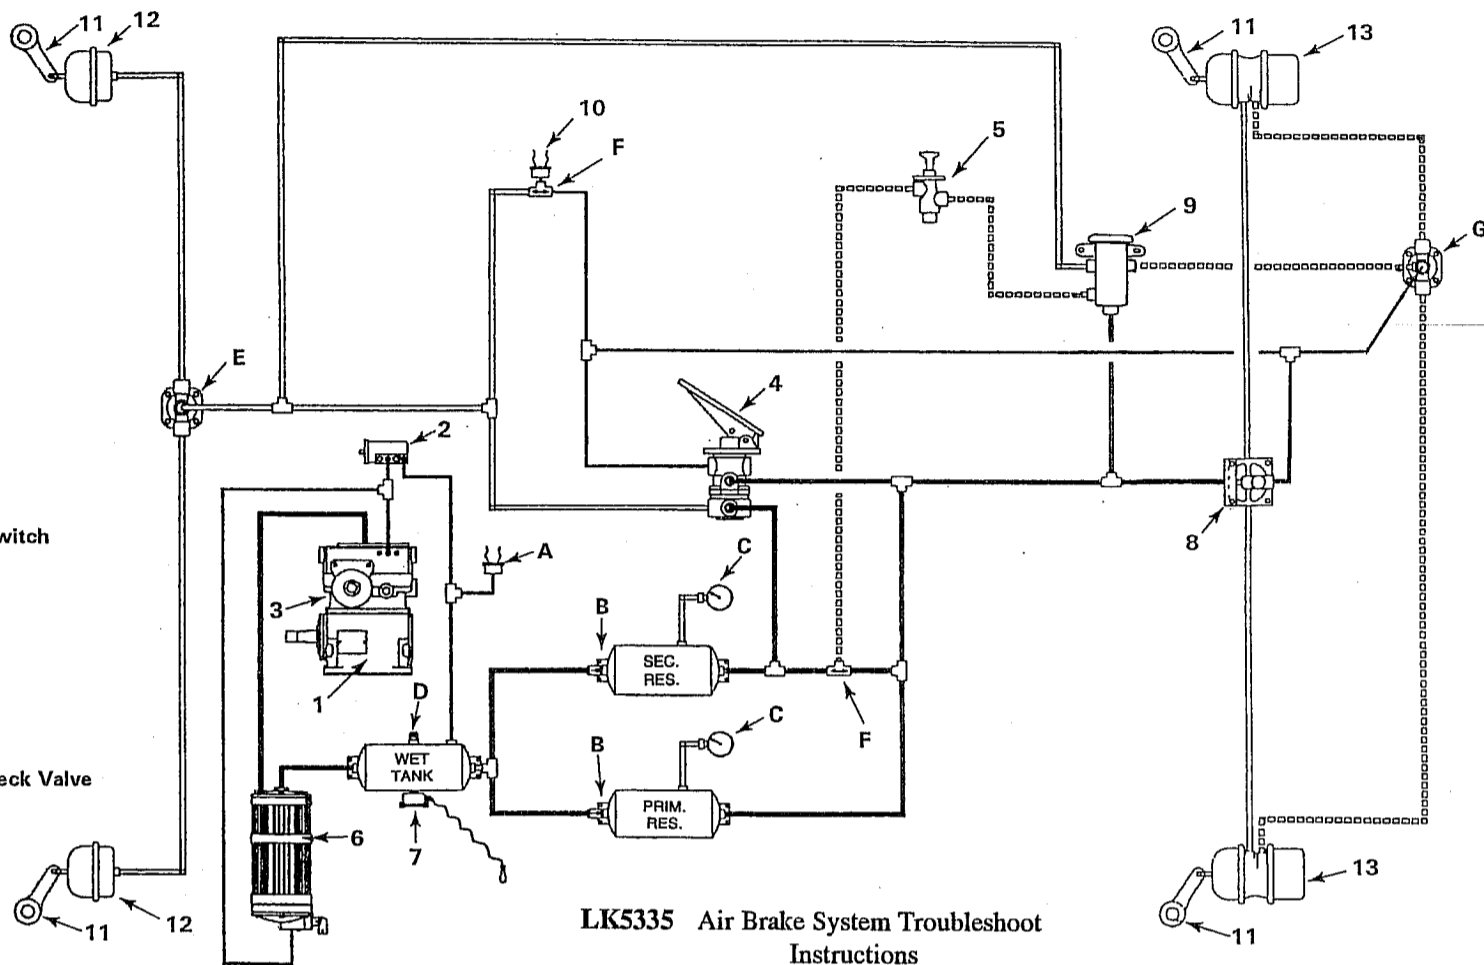 11
12
11
13
10
F
5
9
G
E
4
2
witch
A
C
8
3
B
SEC.
RES.
1
D
C
F
WET
TANK
B
eck Valve
PRIM.
RES.
6
7
13
12
11
11
LK5335 Air Brake System Troubleshoot
Instructions